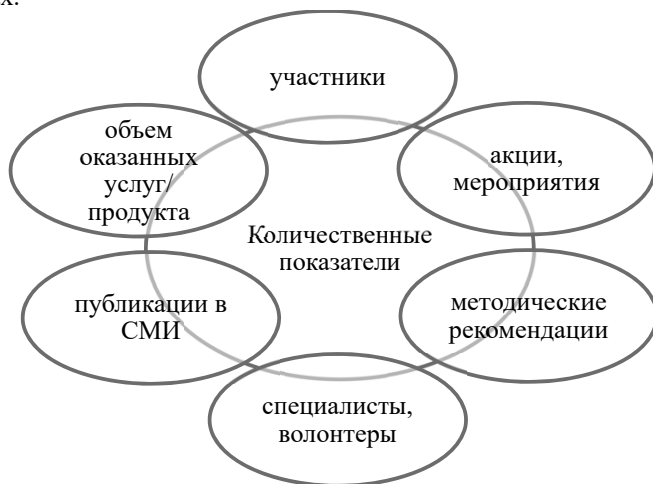 участники
объем
оказанных
услуг/
продукта
акции,
мероприятия
Количественные
показатели
публикации в
СМИ
методические
рекомендации
специалисты,
волонтеры